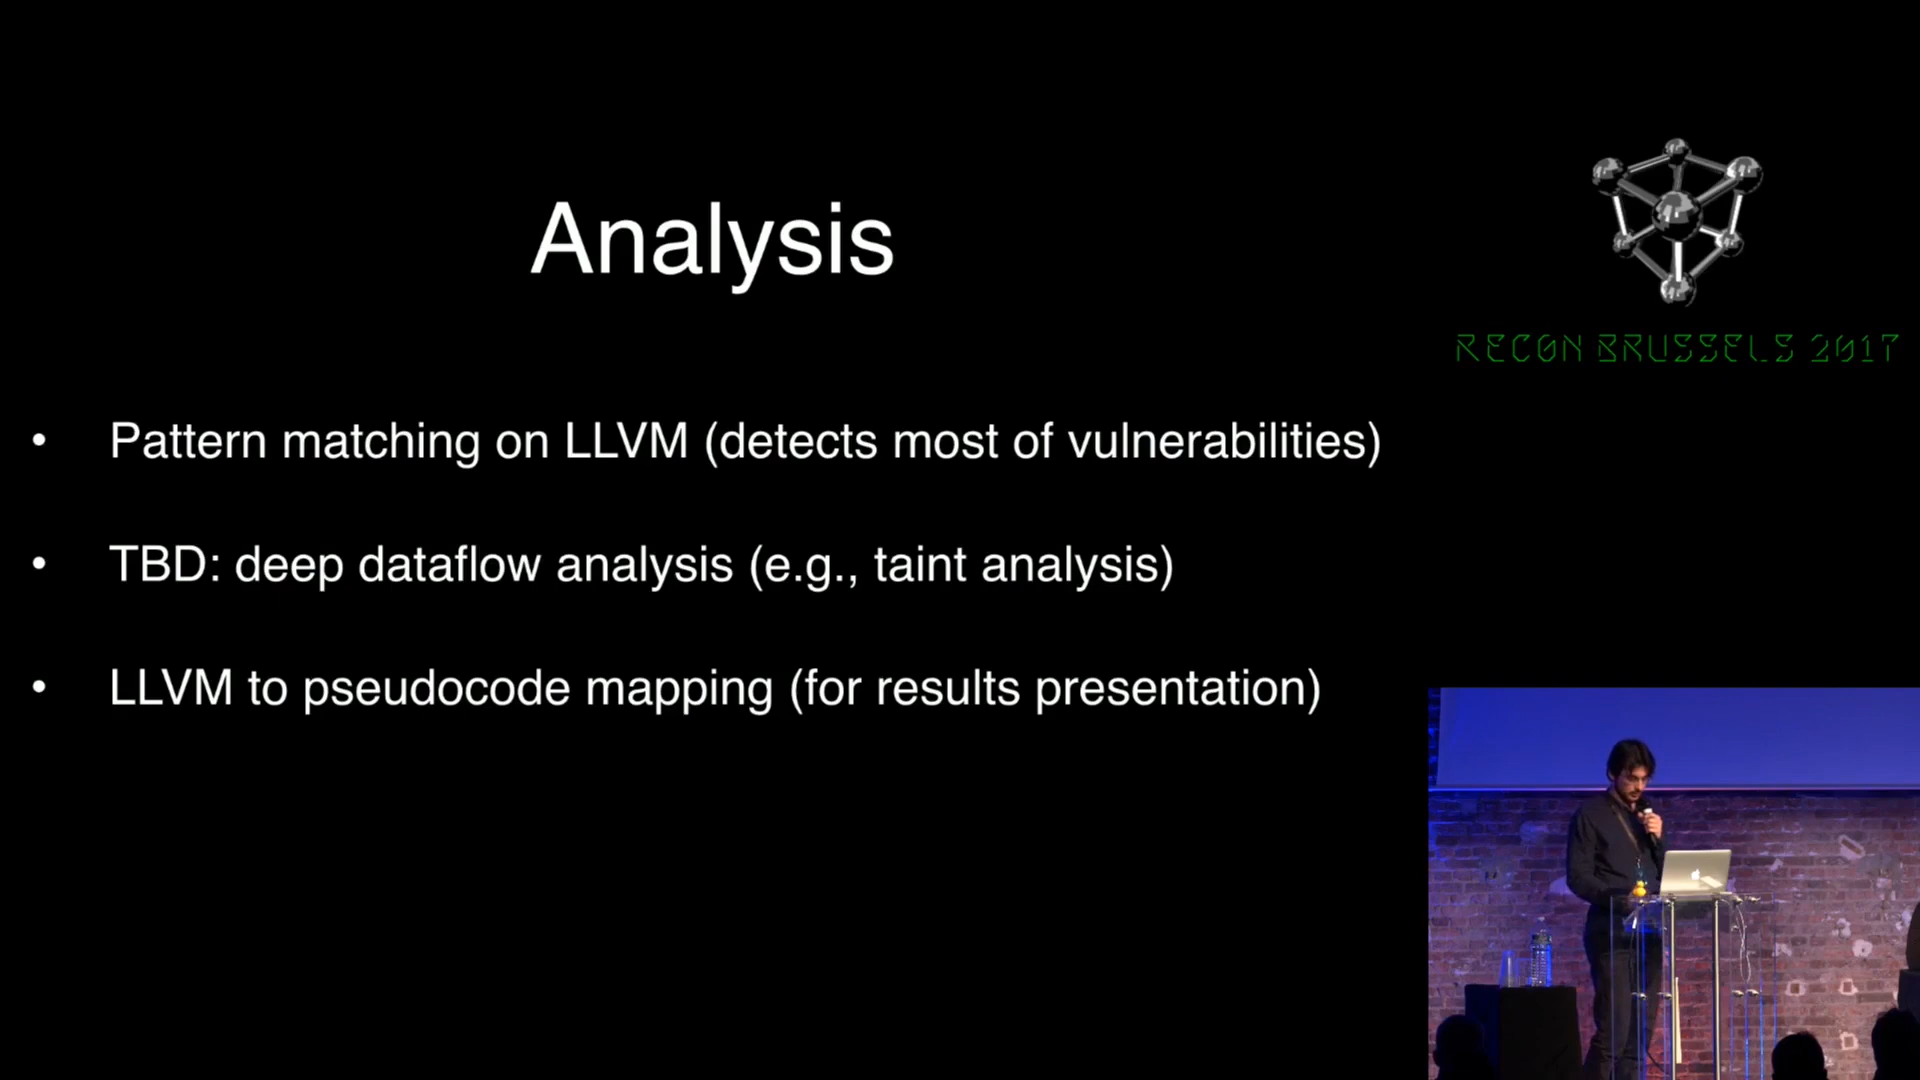 Analysis
RECON BRUSSELS 2017
• Pattern matching on LLVM (detects most of vulnerabilities)
• TBD: deep dataflow analysis (e.g., taint analysis)
• LLVM to pseudocode mapping (for results presentation)